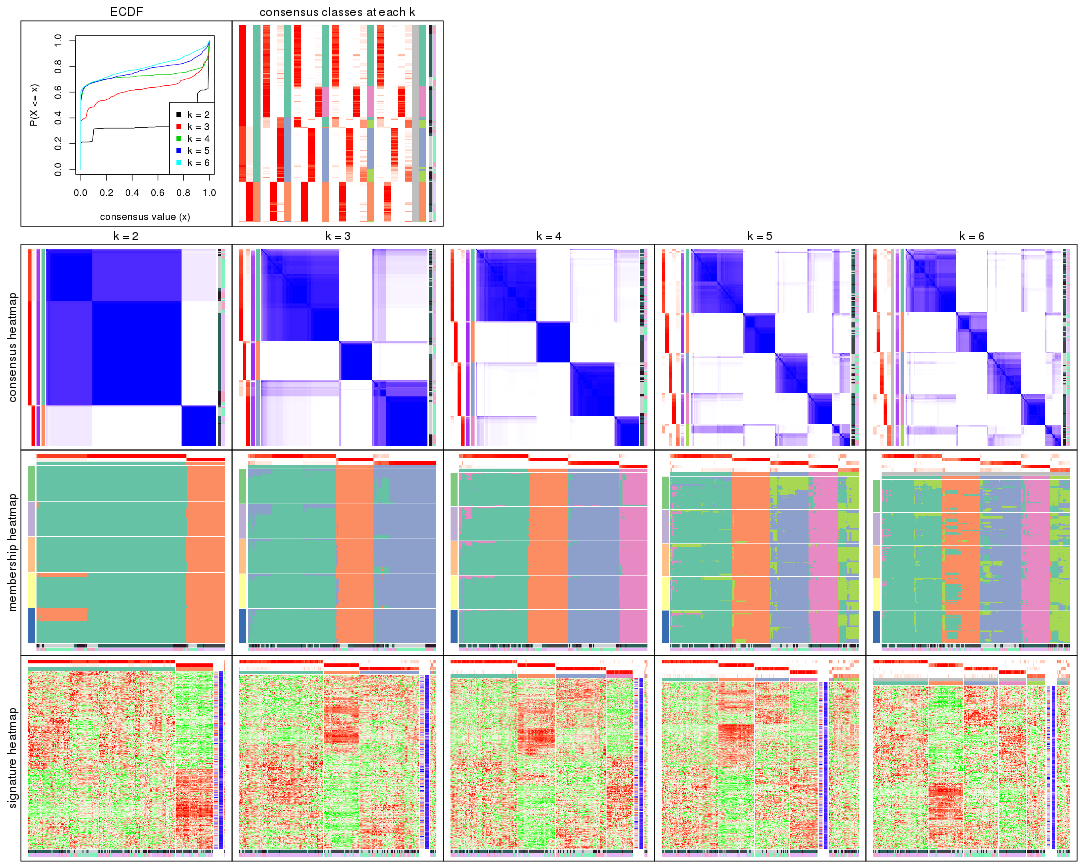 ECDF
consensus classes at each k
P(X <= x)
0.0 0.2 0.4 0.6 0.8 1.0
k = 2
k = 3
k = 4
k = 5
k = 6
0.0 0.2 0.4 0.6 0.8 1.0
consensus value (x)
k = 2
k = 3
k = 4
k = 5
k = 6
consensus heatmap
membership heatmap
signature heatmap